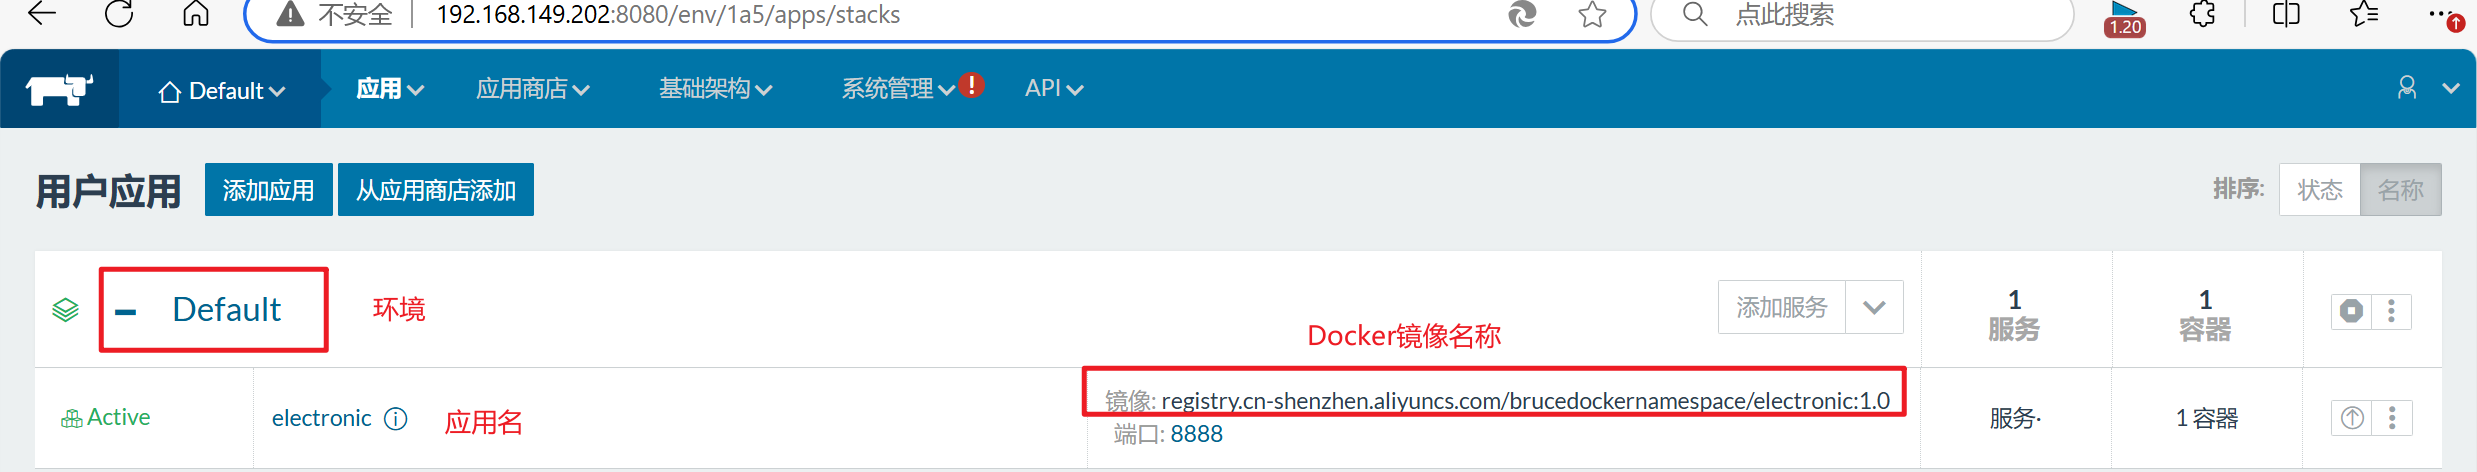 不安全 192.168.149.202:8080/env/1a5/apps/stacks 点此搜索 1.20
Default 应用 应用商店 基础架构 系统管理 ! API
用户应用 添加应用 从应用商店添加 排序: 状态 名称
Default 环境 添加服务 1 服务 1 容器
Docker镜像名称
Active electronic 应用名 镜像: registry.cn-shenzhen.aliyuncs.com/brucedockernamespace/electronic:1.0 服务· 1 容器
端口: 8888